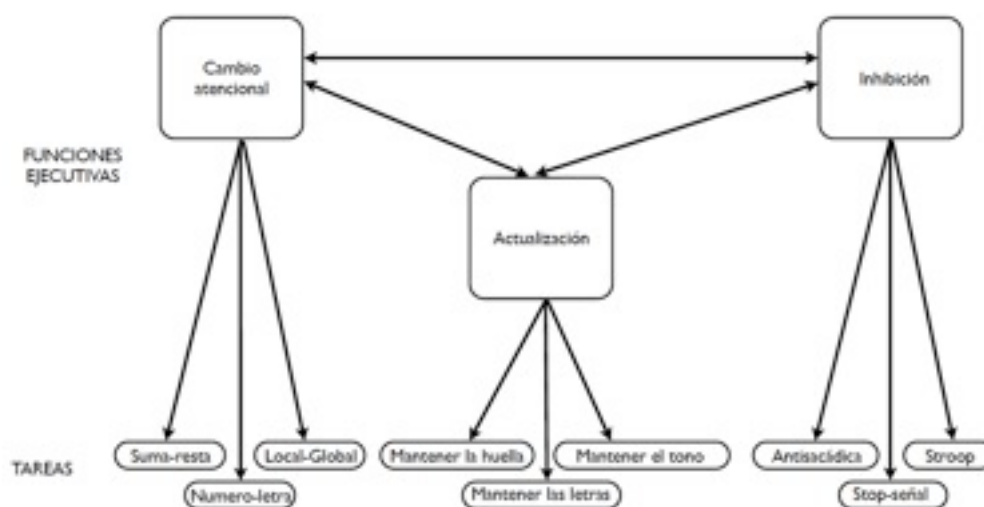 Cambio
atencional
Inhibición
FUNCIONES
EJECUTIVAS
Actualización
TAREAS
Suma-resta
Local-Global
Numero-letra
Mantener la huella
Mantener el tono
Mantener las letras
Antisacádica
Stroop
Stop-señal